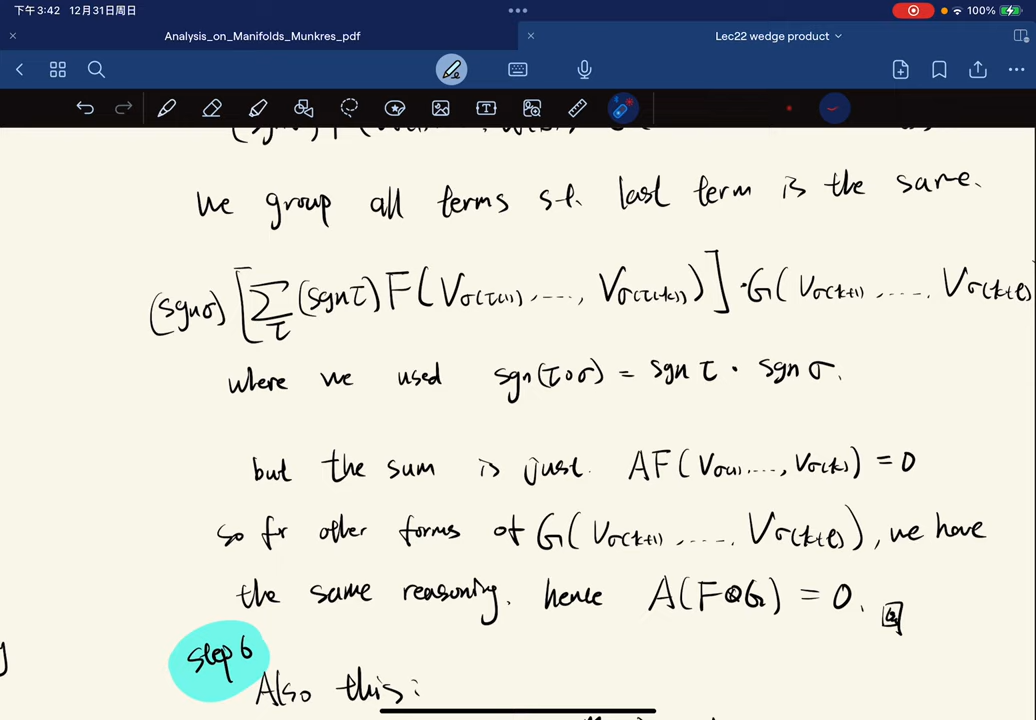 下午3:42 12月31日周日
100%
Analysis_on_Manifolds_Munkres_pdf
Lec22 wedge product
we group all terms s.t. last term is the same.
(sgnσ) [∑_τ (sgnτ) F(V_σ(τ(1)), ...., V_σ(τ(k)))] · G(V_σ(k+1), ....., V_σ(k+ℓ)
where we used sgn(τ∘σ) = sgn τ · sgn σ.
but the sum is just. AF(V_σ(1), ...., V_σ(k)) = 0
so fr other forms of G(V_σ(k+1), ....., V_σ(k+ℓ)), we have
the same reasoning. hence A(F⊗G) = 0.
step 6
Also this: